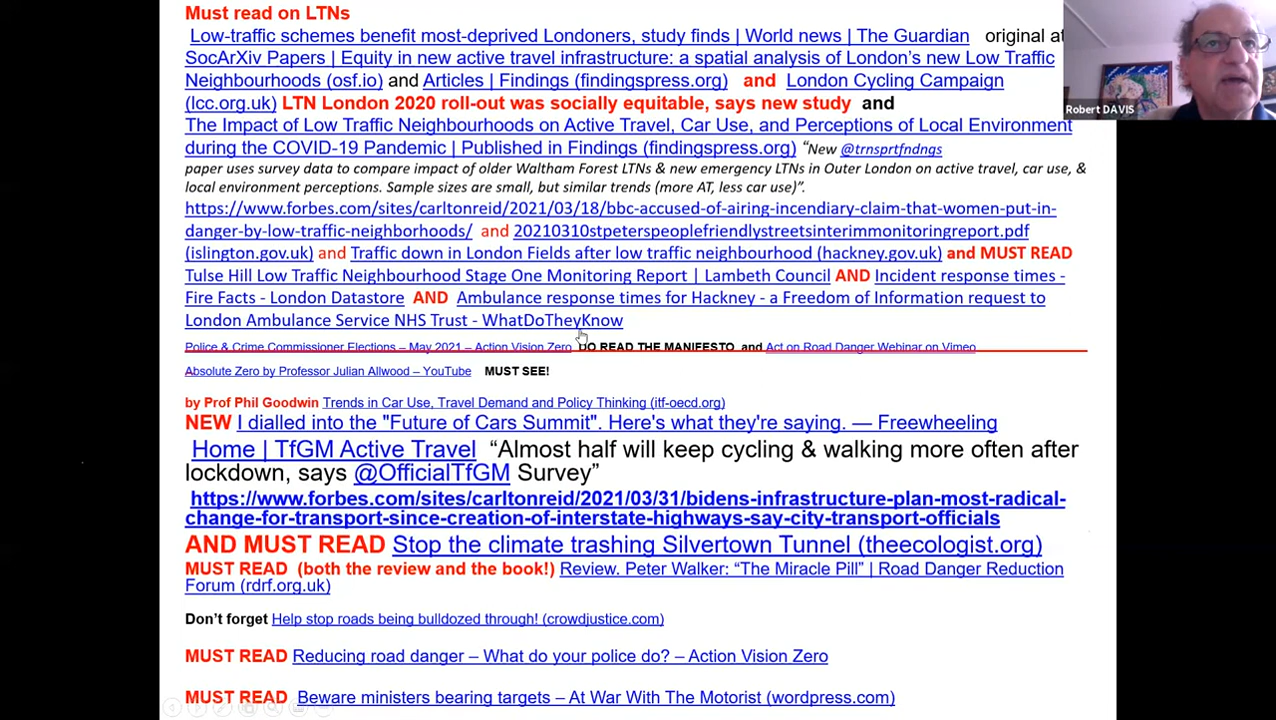 Must read on LTNs
Low-traffic schemes benefit most-deprived Londoners, study finds | World news | The Guardian original at
SocArXiv Papers | Equity in new active travel infrastructure: a spatial analysis of London's new Low Traffic
Neighbourhoods (osf.io) and Articles | Findings (findingspress.org) and London Cycling Campaign
(lcc.org.uk) LTN London 2020 roll-out was socially equitable, says new study and
The Impact of Low Traffic Neighbourhoods on Active Travel, Car Use, and Perceptions of Local Environment
during the COVID-19 Pandemic | Published in Findings (findingspress.org) "New @trnsprtfndngs
paper uses survey data to compare impact of older Waltham Forest LTNs & new emergency LTNs in Outer London on active travel, car use, &
local environment perceptions. Sample sizes are small, but similar trends (more AT, less car use)".
https://www.forbes.com/sites/carltonreid/2021/03/18/bbc-accused-of-airing-incendiary-claim-that-women-put-in-
danger-by-low-traffic-neighborhoods/ and 20210310stpeterspeoplefriendlystreetsinterimmonitoringreport.pdf
(islington.gov.uk) and Traffic down in London Fields after low traffic neighbourhood (hackney.gov.uk) and MUST READ
Tulse Hill Low Traffic Neighbourhood Stage One Monitoring Report | Lambeth Council AND Incident response times -
Fire Facts - London Datastore AND Ambulance response times for Hackney - a Freedom of Information request to
London Ambulance Service NHS Trust - WhatDoTheyKnow
Police & Crime Commissioner Elections – May 2021 – Action Vision Zero DO READ THE MANIFESTO and Act on Road Danger Webinar on Vimeo
Absolute Zero by Professor Julian Allwood – YouTube MUST SEE!
by Prof Phil Goodwin Trends in Car Use, Travel Demand and Policy Thinking (itf-oecd.org)
NEW I dialled into the "Future of Cars Summit". Here's what they're saying. — Freewheeling
Home | TfGM Active Travel "Almost half will keep cycling & walking more often after
lockdown, says @OfficialTfGM Survey"
https://www.forbes.com/sites/carltonreid/2021/03/31/bidens-infrastructure-plan-most-radical-
change-for-transport-since-creation-of-interstate-highways-say-city-transport-officials
AND MUST READ Stop the climate trashing Silvertown Tunnel (theecologist.org)
MUST READ (both the review and the book!) Review. Peter Walker: "The Miracle Pill" | Road Danger Reduction
Forum (rdrf.org.uk)
Don't forget Help stop roads being bulldozed through! (crowdjustice.com)
MUST READ Reducing road danger – What do your police do? – Action Vision Zero
MUST READ Beware ministers bearing targets – At War With The Motorist (wordpress.com)
Robert DAVIS